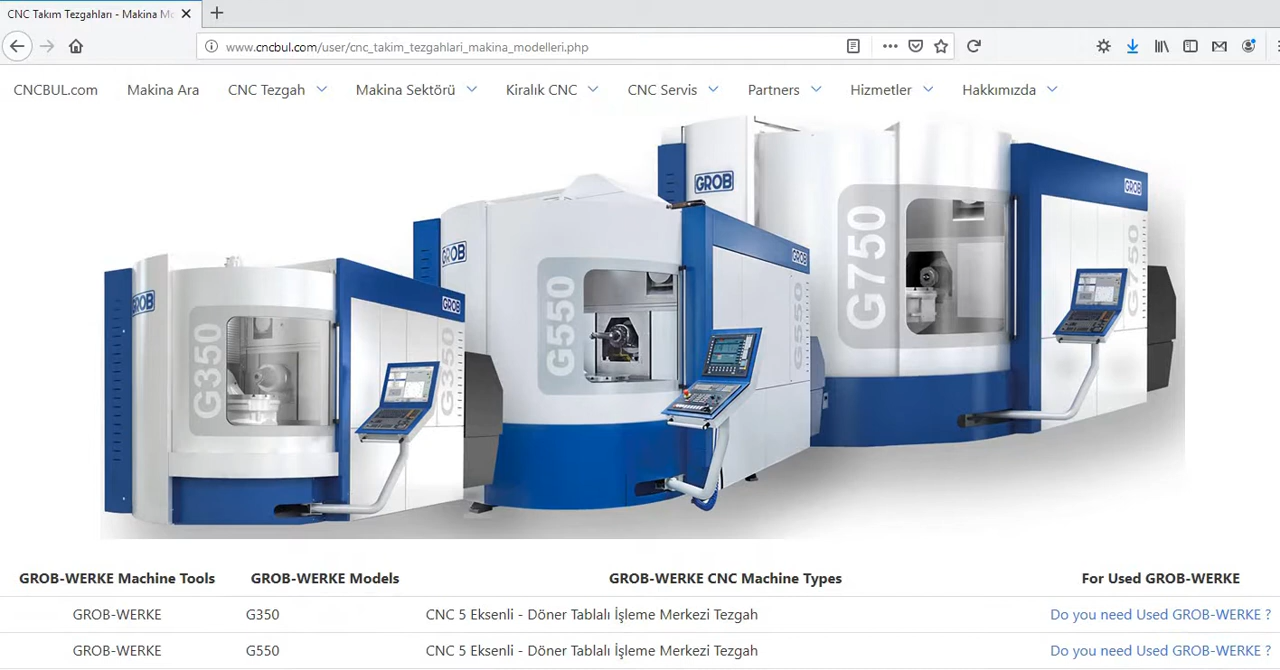 CNC Takım Tezgahları - Makina Mo
www.cncbul.com/user/cnc_takim_tezgahlari_makina_modelleri.php
CNCBUL.com Makina Ara CNC Tezgah Makina Sektörü Kiralık CNC CNC Servis Partners Hizmetler Hakkımızda
GROB
GROB
G750
G750
GROB
GROB
G550
G550
GROB
GROB
G350
G350
GROB-WERKE Machine Tools GROB-WERKE Models GROB-WERKE CNC Machine Types For Used GROB-WERKE
GROB-WERKE G350 CNC 5 Eksenli - Döner Tablalı İşleme Merkezi Tezgah Do you need Used GROB-WERKE ?
GROB-WERKE G550 CNC 5 Eksenli - Döner Tablalı İşleme Merkezi Tezgah Do you need Used GROB-WERKE ?